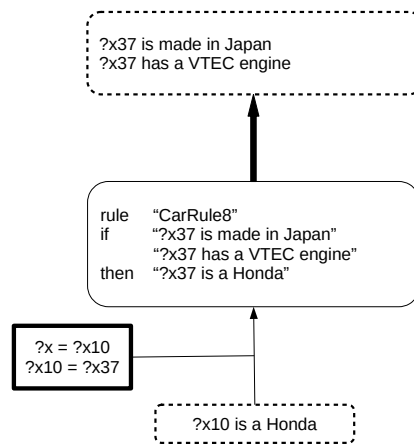 ?x37 is made in Japan
?x37 has a VTEC engine
rule “CarRule8”
if “?x37 is made in Japan”
“?x37 has a VTEC engine”
then “?x37 is a Honda”
?x = ?x10
?x10 = ?x37
?x10 is a Honda